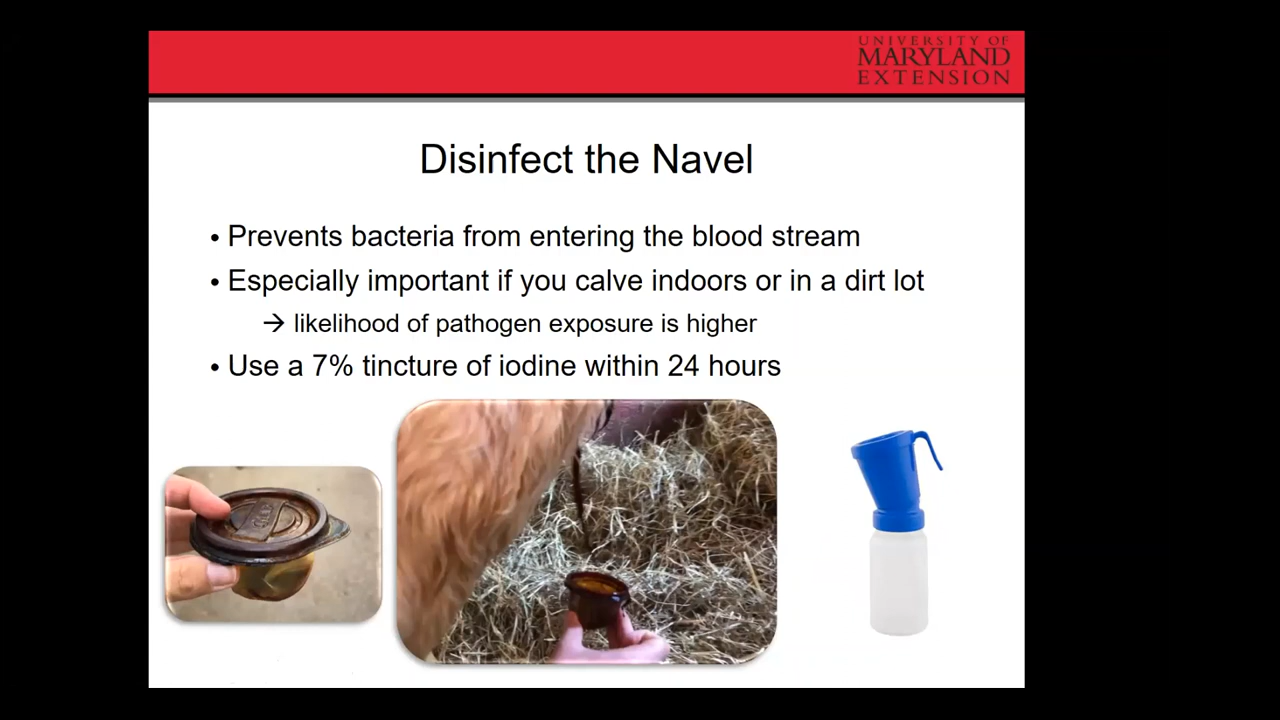 UNIVERSITY OF
MARYLAND
EXTENSION
Disinfect the Navel
• Prevents bacteria from entering the blood stream
• Especially important if you calve indoors or in a dirt lot
→ likelihood of pathogen exposure is higher
• Use a 7% tincture of iodine within 24 hours